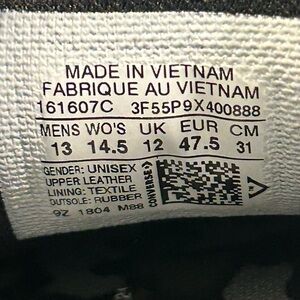 MADE IN VIETNAM
FABRIQUE AU VIETNAM
161607C 3F55P9X400888
MENS WO'S UK EUR CM
13 14.5 12 47.5 31
GENDER: UNISEX
UPPER LEATHER
LINING: TEXTILE
OUTSOLE: RUBBER
9Z 1804 M88
CONVERSE